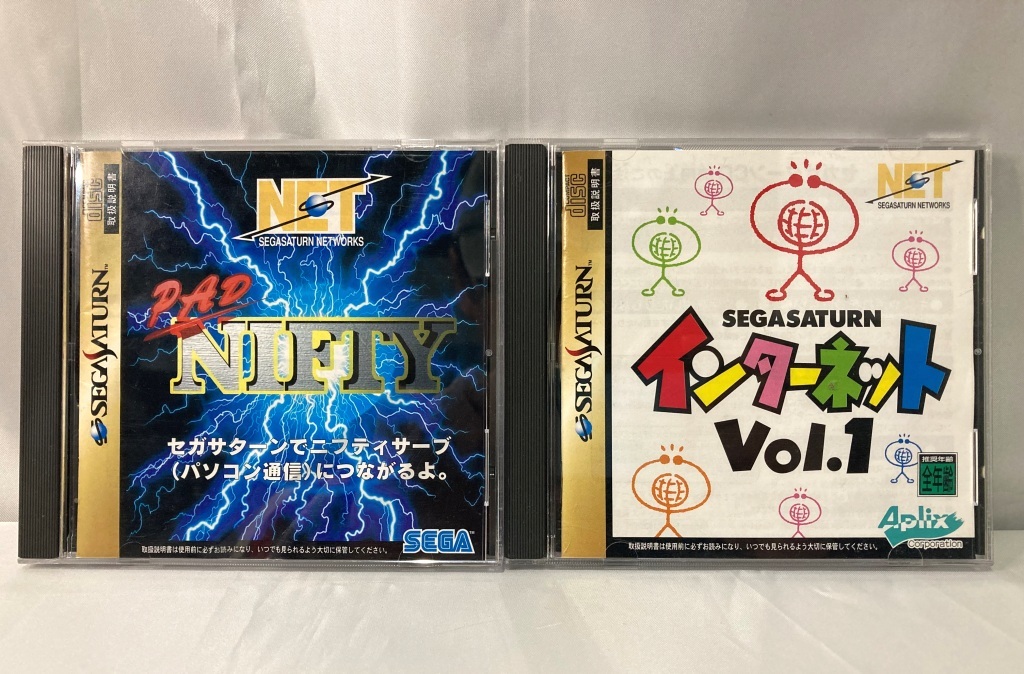 disc
取扱説明書
SEGA SATURN
NET
SEGASATURN NETWORKS
PAD
NIFTY
セガサターンでニフティサーブ
(パソコン通信)につながるよ。
取扱説明書は使用前に必ずお読みになり、いつでも見られるよう大切に保管してください。
SEGA
disc
取扱説明書
SEGA SATURN
NET
SEGASATURN NETWORKS
SEGASATURN
インターネット
Vol.1
推奨年齢
全年齢
Aplix
Corporation
取扱説明書は使用前に必ずお読みになり、いつでも見られるよう大切に保管してください。